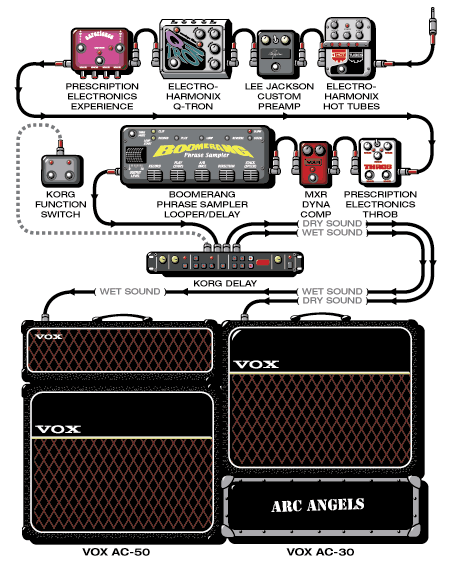 Experience
PRESCRIPTION
ELECTRONICS
EXPERIENCE
ELECTRO-
HARMONIX
Q-TRON
LEE JACKSON
CUSTOM
PREAMP
ELECTRO-
HARMONIX
HOT TUBES
BOOMERANG
Phrase Sampler
THROB
KORG
FUNCTION
SWITCH
BOOMERANG
PHRASE SAMPLER
LOOPER/DELAY
MXR
DYNA
COMP
PRESCRIPTION
ELECTRONICS
THROB
DRY SOUND
WET SOUND
KORG DELAY
WET SOUND
WET SOUND
DRY SOUND
VOX
VOX
VOX
ARC ANGELS
VOX AC-50
VOX AC-30